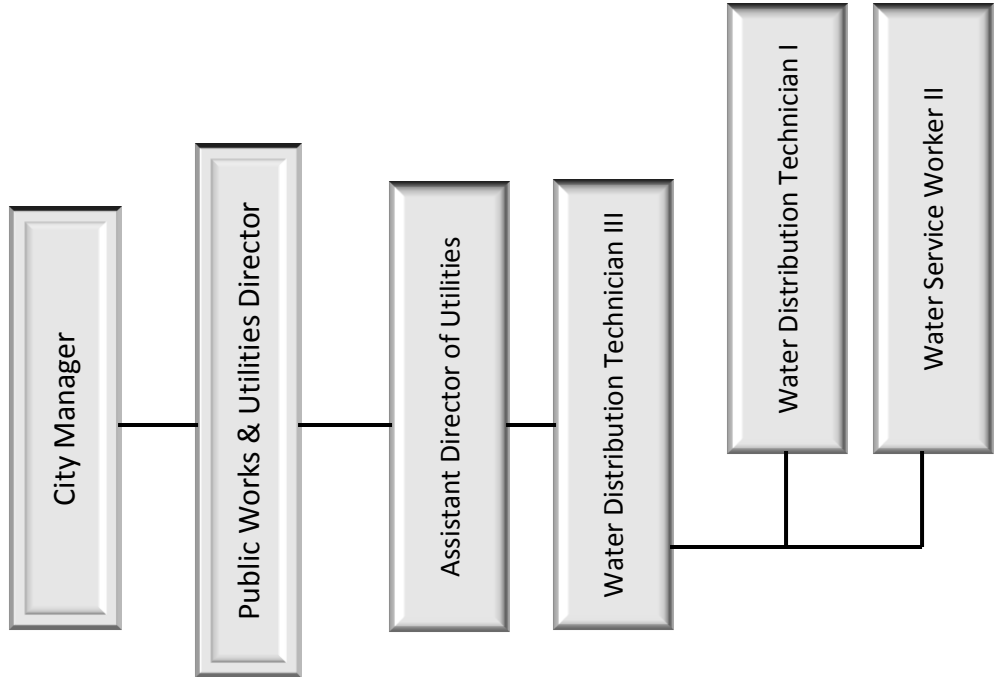 City Manager
Public Works & Utilities Director
Assistant Director of Utilities
Water Distribution Technician III
Water Distribution Technician I
Water Service Worker II